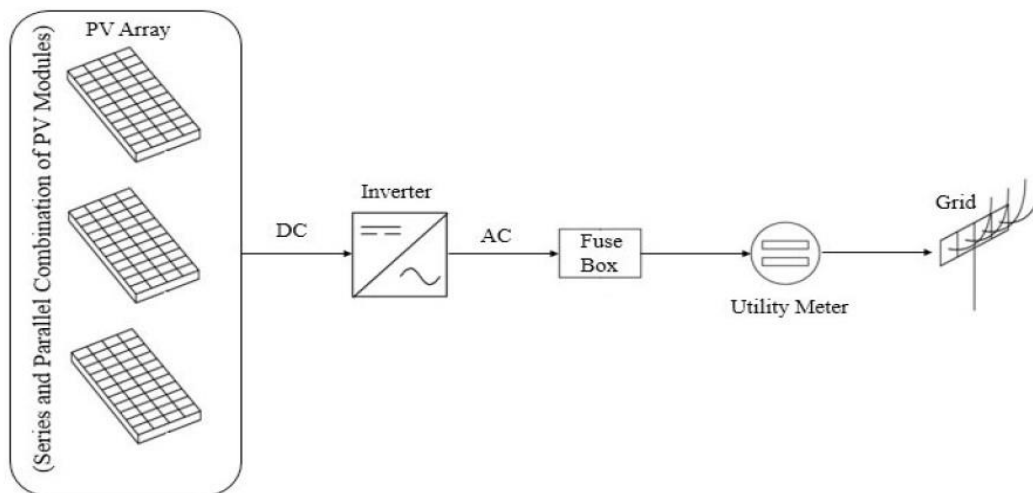 PV Array
(Series and Parallel Combination of PV Modules)
DC
Inverter
AC
Fuse
Box
Utility Meter
Grid